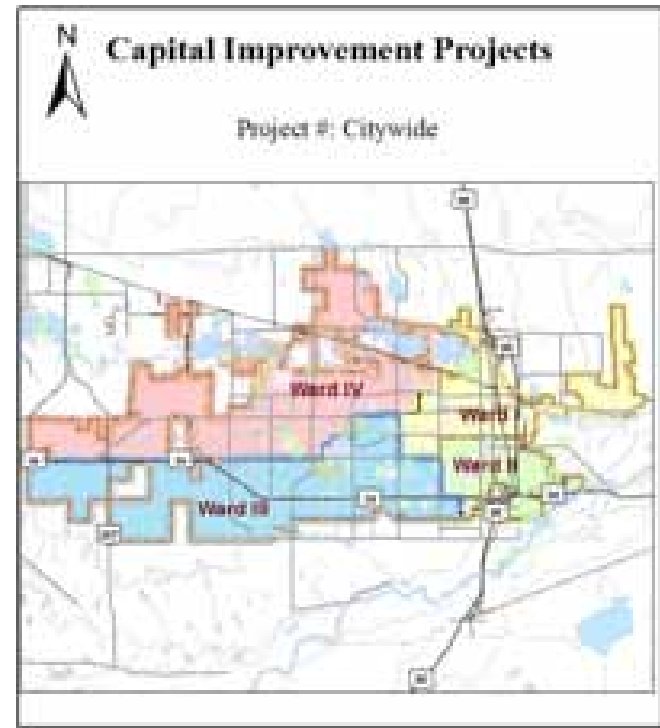 N
Capital Improvement Projects
Project #: Citywide
Ward IV
Ward I
Ward II
Ward III